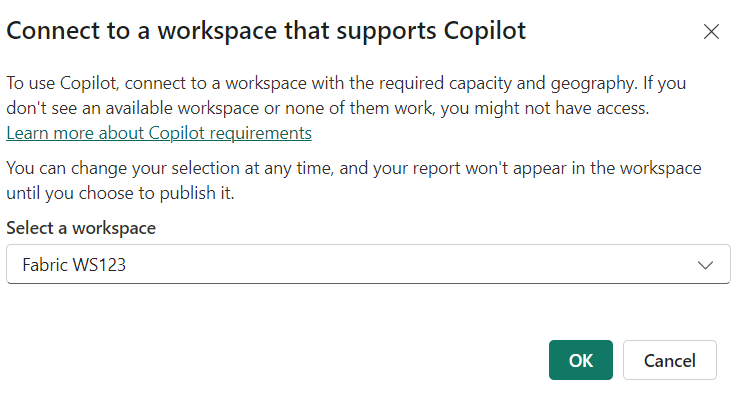 Connect to a workspace that supports Copilot
To use Copilot, connect to a workspace with the required capacity and geography. If you
don't see an available workspace or none of them work, you might not have access.
Learn more about Copilot requirements
You can change your selection at any time, and your report won't appear in the workspace
until you choose to publish it.
Select a workspace
Fabric WS123
OK
Cancel